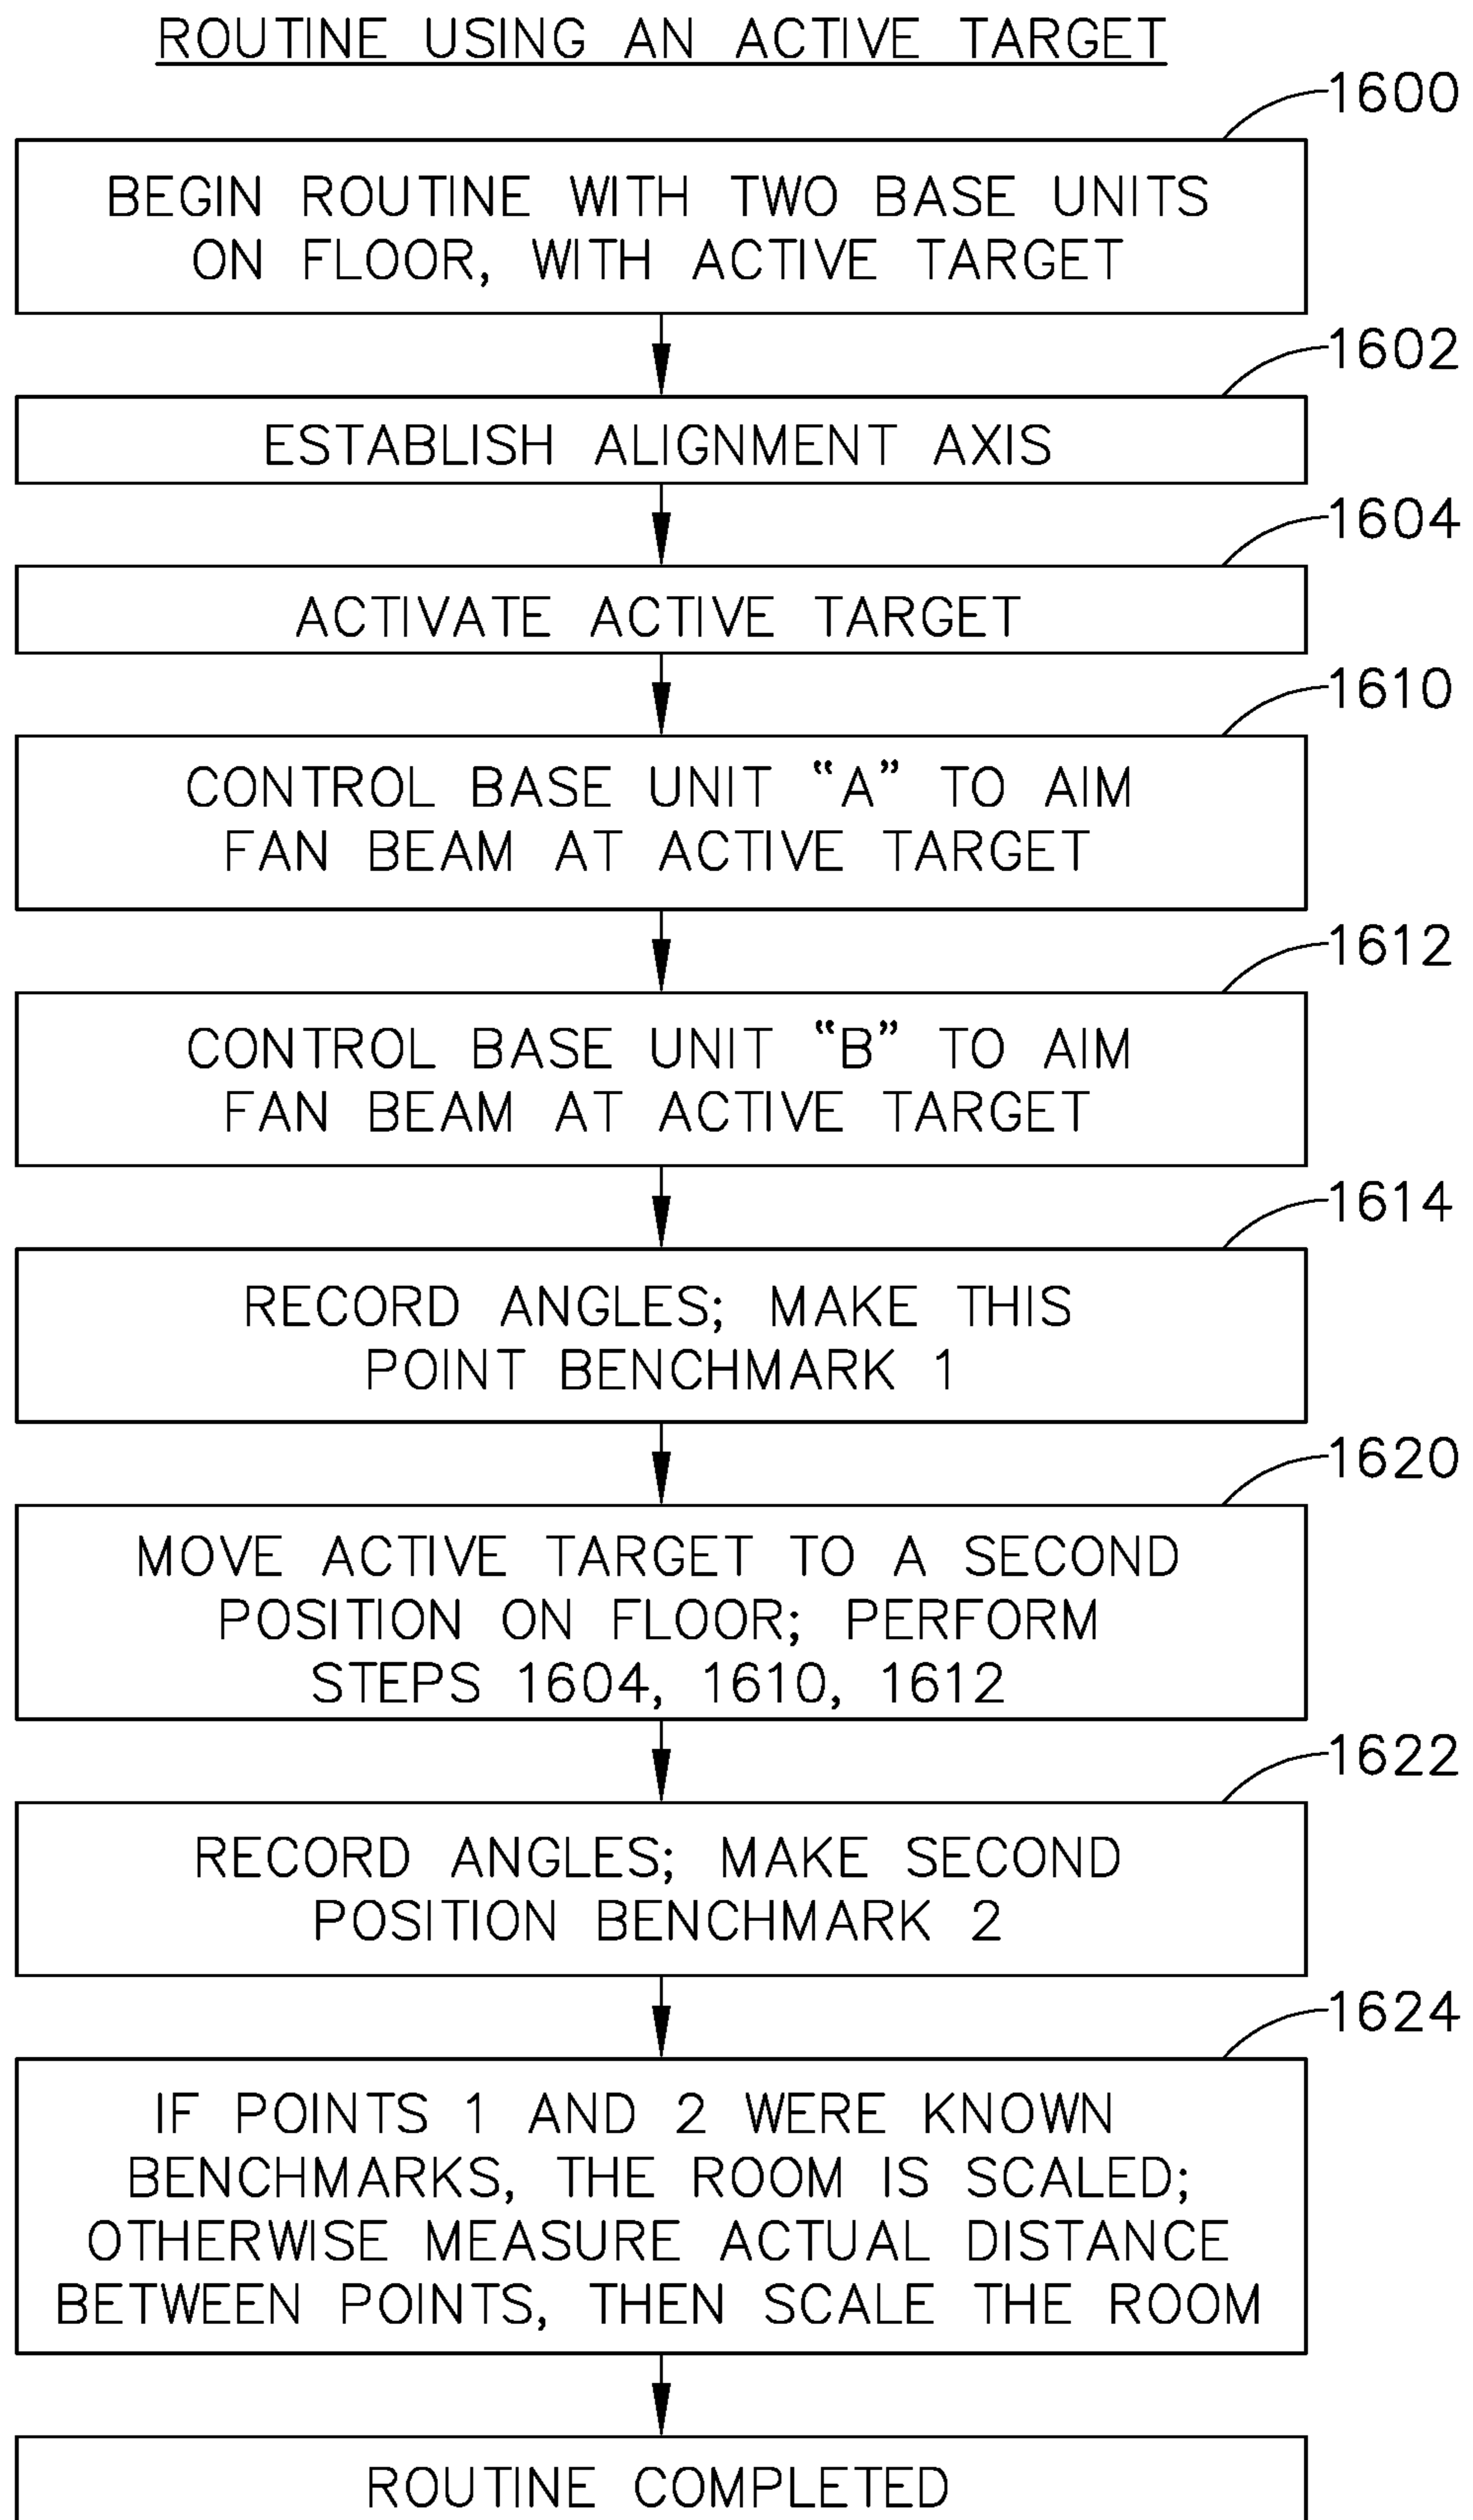 ROUTINE USING AN ACTIVE TARGET
1600
BEGIN ROUTINE WITH TWO BASE UNITS
ON FLOOR, WITH ACTIVE TARGET
1602
ESTABLISH ALIGNMENT AXIS
1604
ACTIVATE ACTIVE TARGET
1610
CONTROL BASE UNIT “A” TO AIM
FAN BEAM AT ACTIVE TARGET
1612
CONTROL BASE UNIT “B” TO AIM
FAN BEAM AT ACTIVE TARGET
1614
RECORD ANGLES; MAKE THIS
POINT BENCHMARK 1
1620
MOVE ACTIVE TARGET TO A SECOND
POSITION ON FLOOR; PERFORM
STEPS 1604, 1610, 1612
1622
RECORD ANGLES; MAKE SECOND
POSITION BENCHMARK 2
1624
IF POINTS 1 AND 2 WERE KNOWN
BENCHMARKS, THE ROOM IS SCALED;
OTHERWISE MEASURE ACTUAL DISTANCE
BETWEEN POINTS, THEN SCALE THE ROOM
ROUTINE COMPLETED